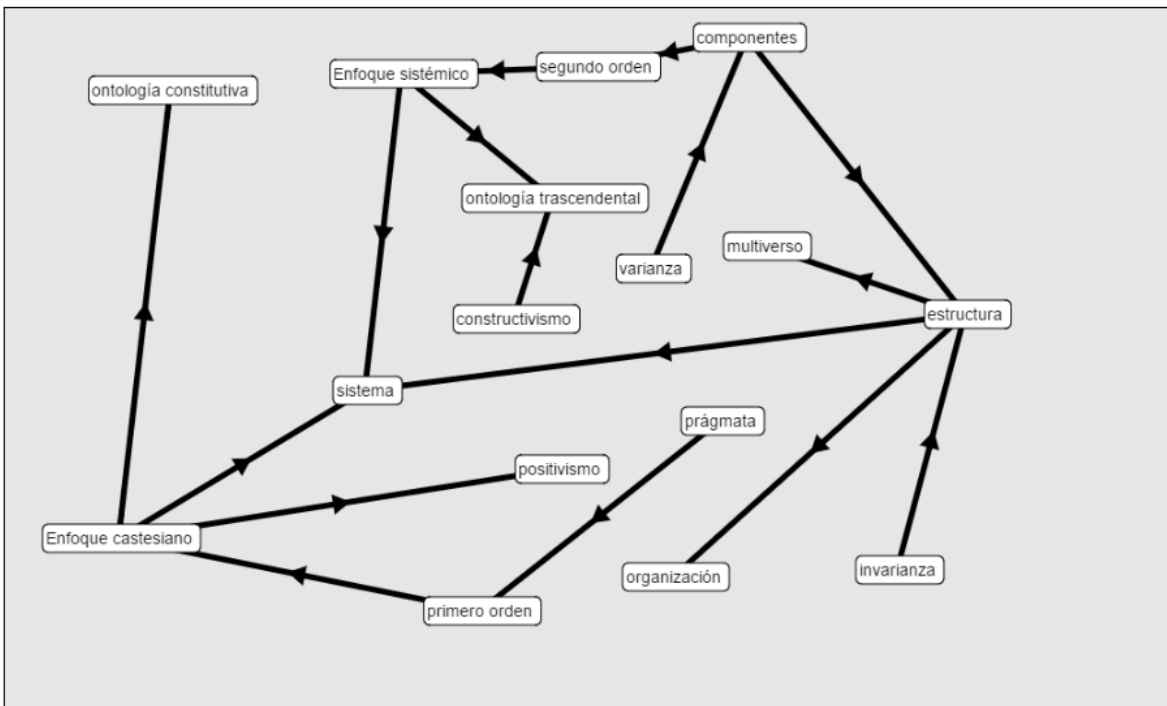 componentes
segundo orden
Enfoque sistémico
ontología constitutiva
ontología trascendental
multiverso
varianza
constructivismo
estructura
sistema
prágmata
positivismo
Enfoque castesiano
organización
invarianza
primero orden